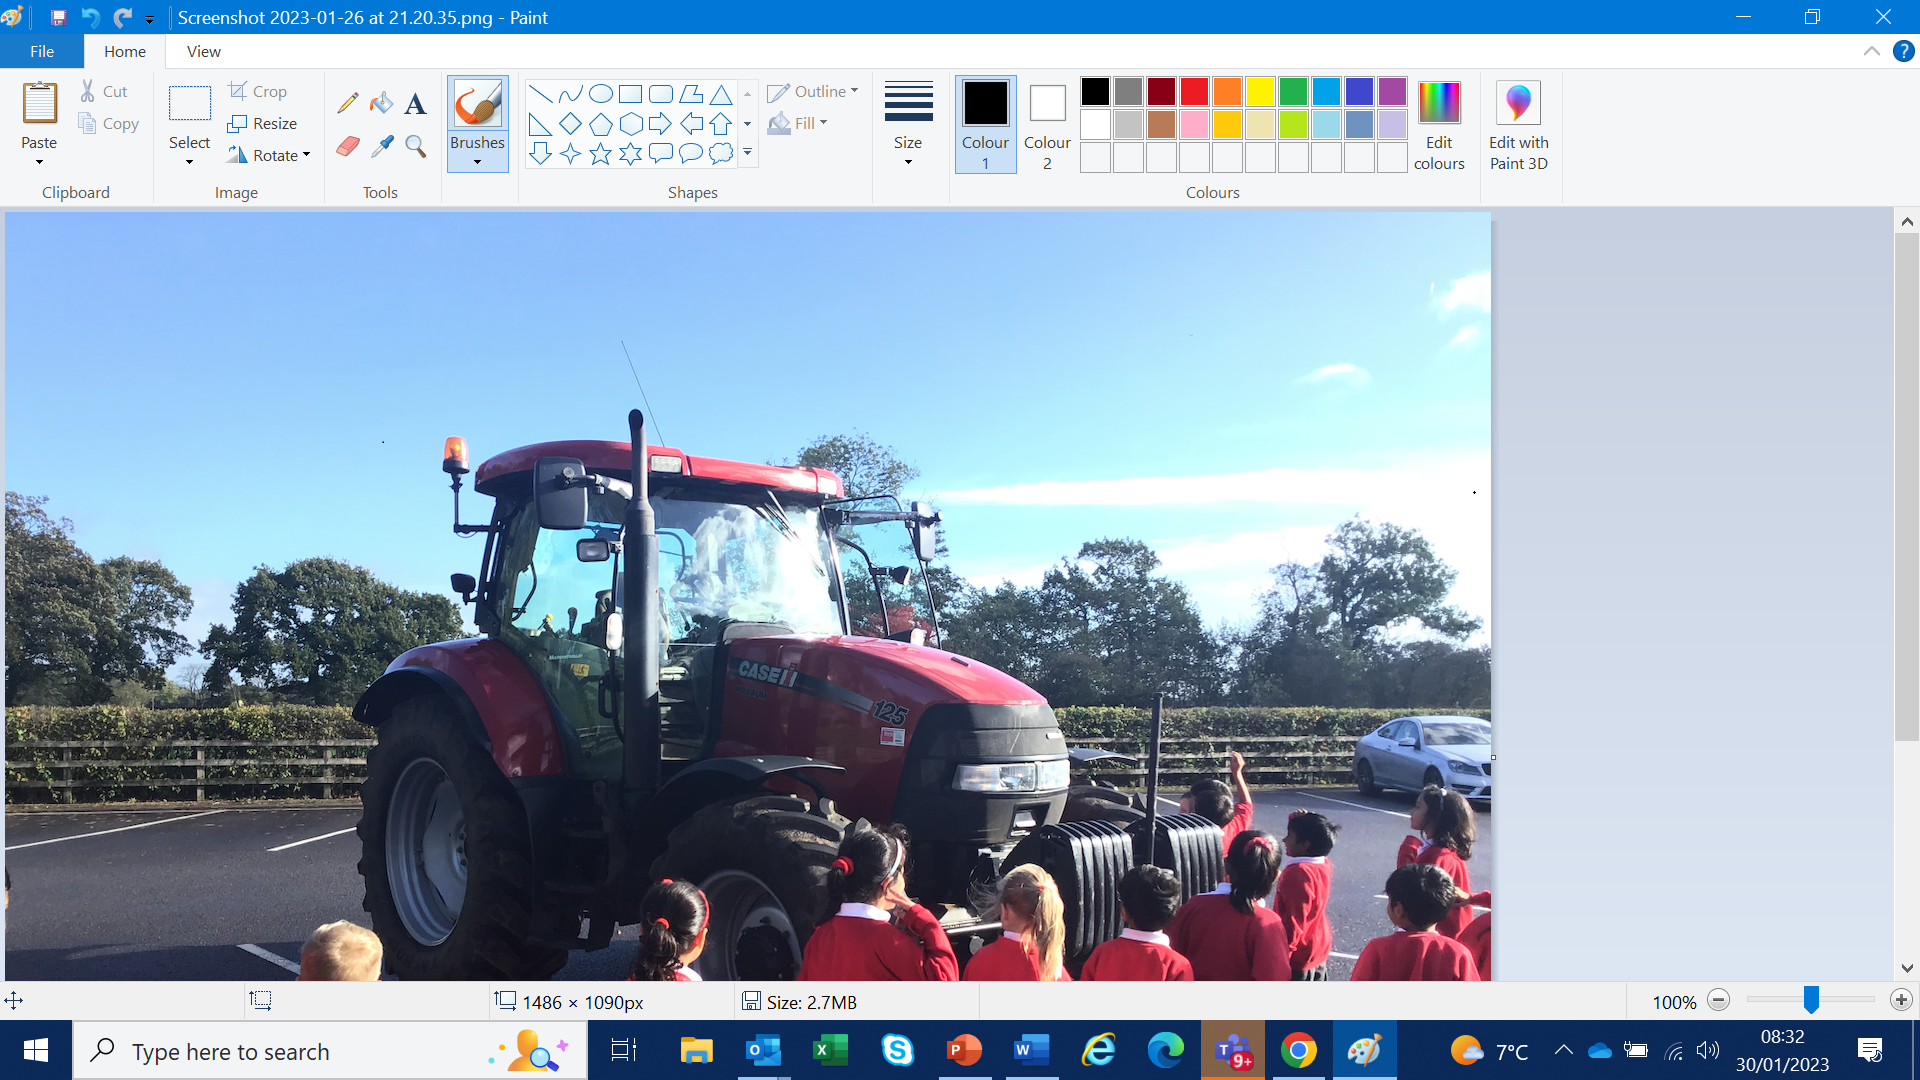 Screenshot 2023-01-26 at 21.20.35.png - Paint
File Home View
Paste
Cut
Copy
Clipboard
Select
Crop
Resize
Rotate
Image
A
Tools
Brushes
Outline
Fill
Shapes
Size
Colour 1
Colour 2
Edit colours
Colours
Edit with Paint 3D
CASE IH
125
1486 × 1090px
Size: 2.7MB
100%
Type here to search
9+
7°C
08:32
30/01/2023